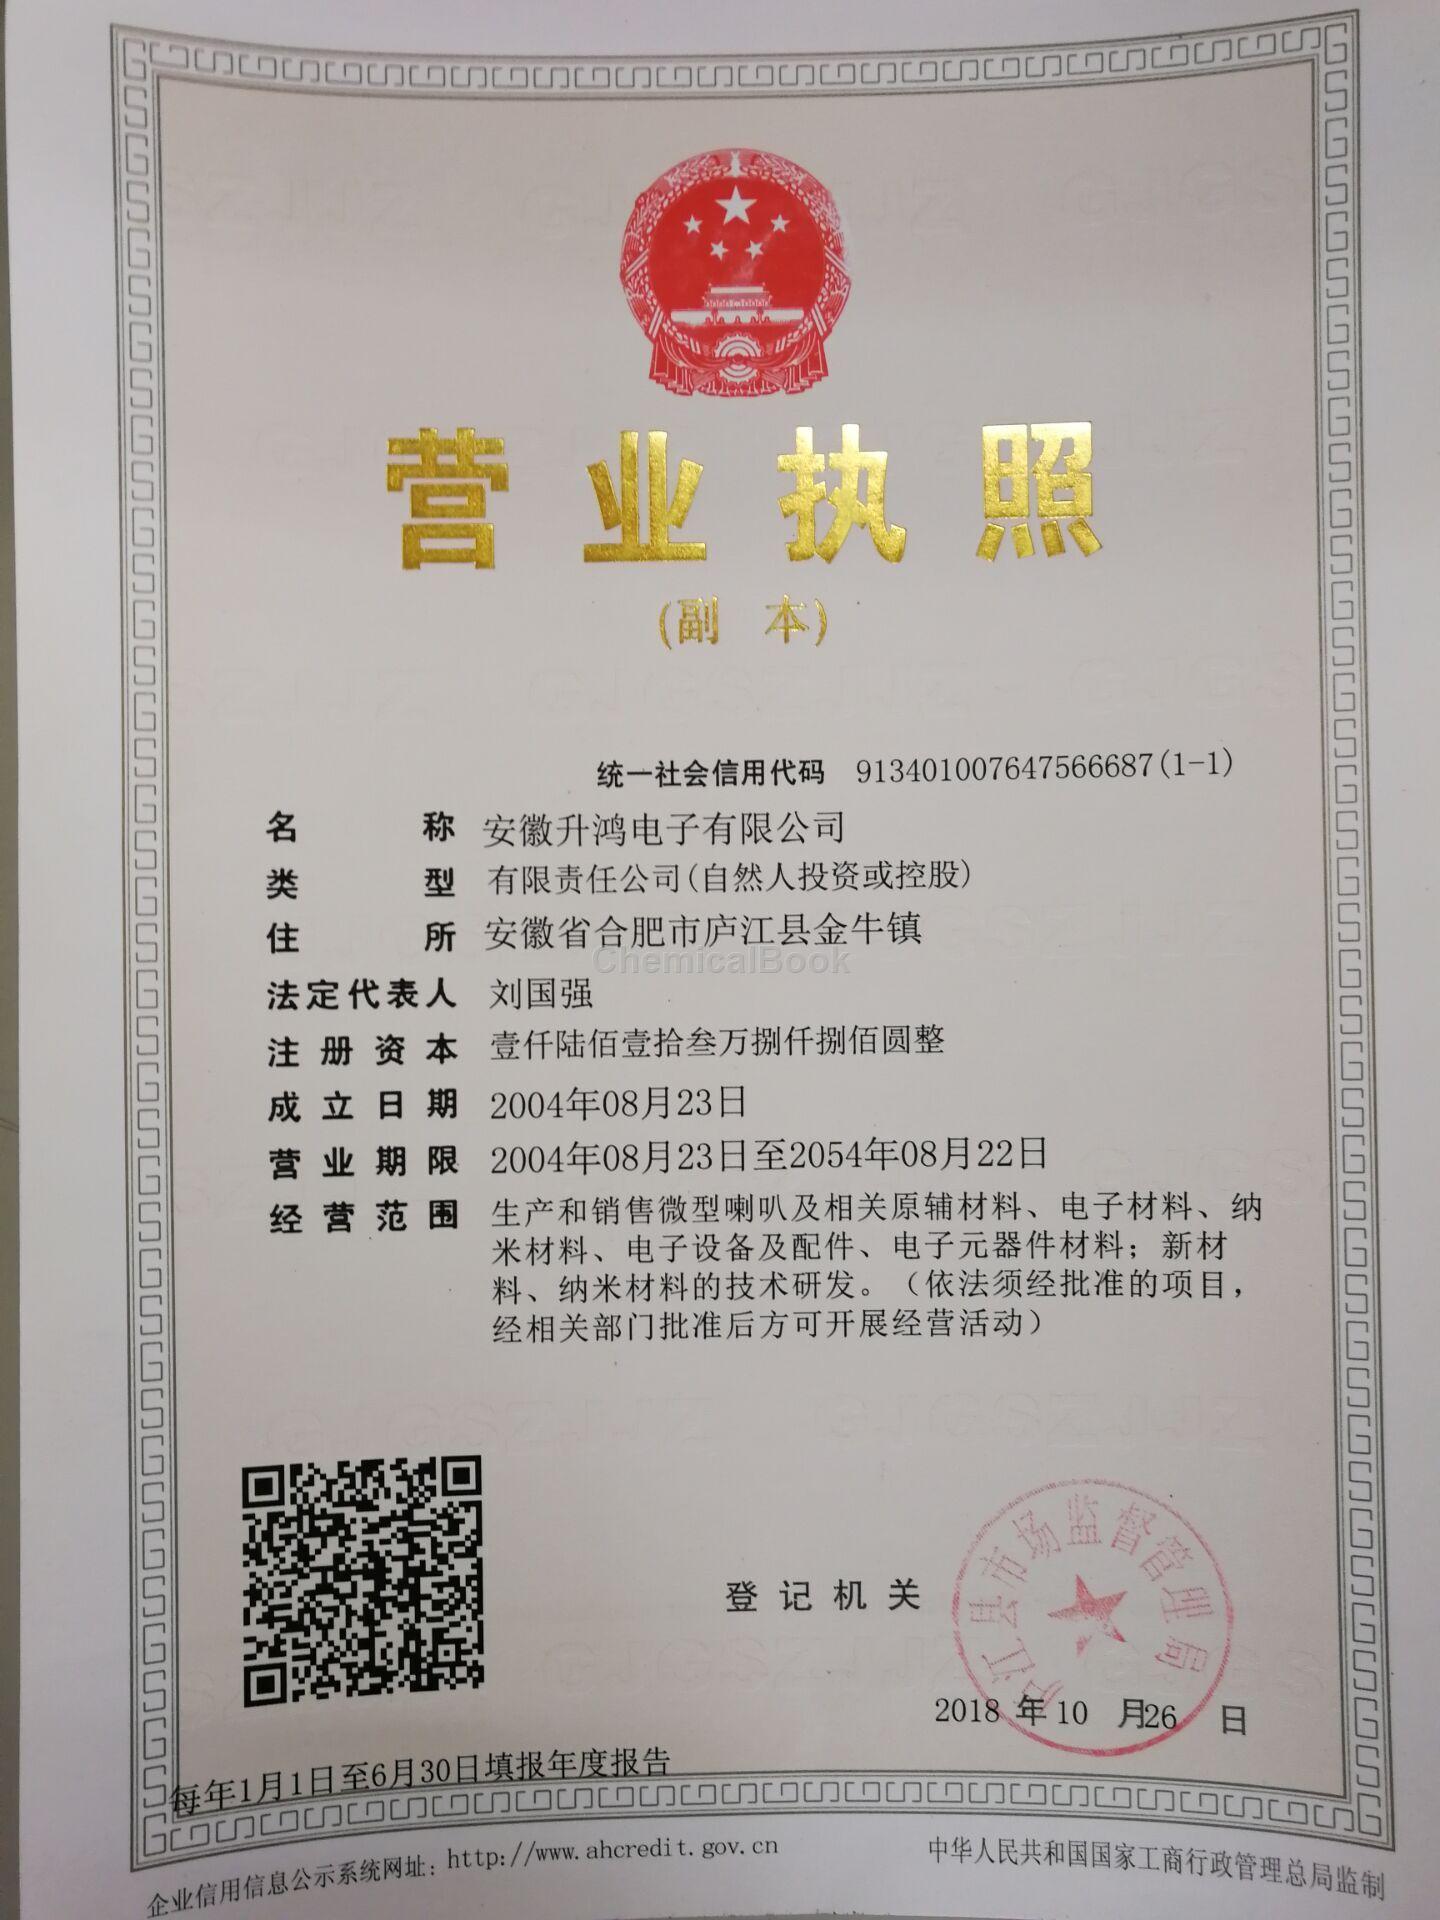 营业执照
(副 本)
统一社会信用代码 913401007647566687(1-1)
名 称 安徽升鸿电子有限公司
类 型 有限责任公司(自然人投资或控股)
住 所 安徽省合肥市庐江县金牛镇
ChemicalBook
法定代表人 刘国强
注册资本 壹仟陆佰壹拾叁万捌仟捌佰圆整
成立日期 2004年08月23日
营业期限 2004年08月23日至2054年08月22日
经营范围 生产和销售微型喇叭及相关原辅材料、电子材料、纳
米材料、电子设备及配件、电子元器件材料；新材
料、纳米材料的技术研发。（依法须经批准的项目，
经相关部门批准后方可开展经营活动）
庐江县市场监督管理局
登记机关
2018 年 10 月 26 日
每年1月1日至6月30日填报年度报告
企业信用信息公示系统网址：http://www.ahcredit.gov.cn
中华人民共和国国家工商行政管理总局监制